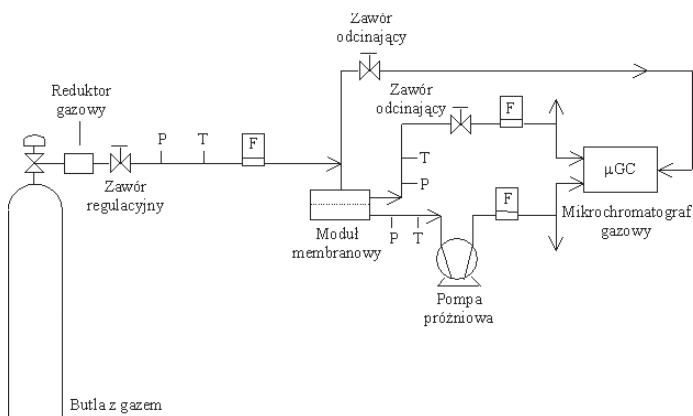 Zawór
odcinający
Reduktor
gazowy
Zawór
odcinający
P
T
F
F
Zawór
regulacyjny
T
P
μGC
Moduł
membranowy
P
T
F
Mikrochromatograf
gazowy
Pompa
próżniowa
Butla z gazem